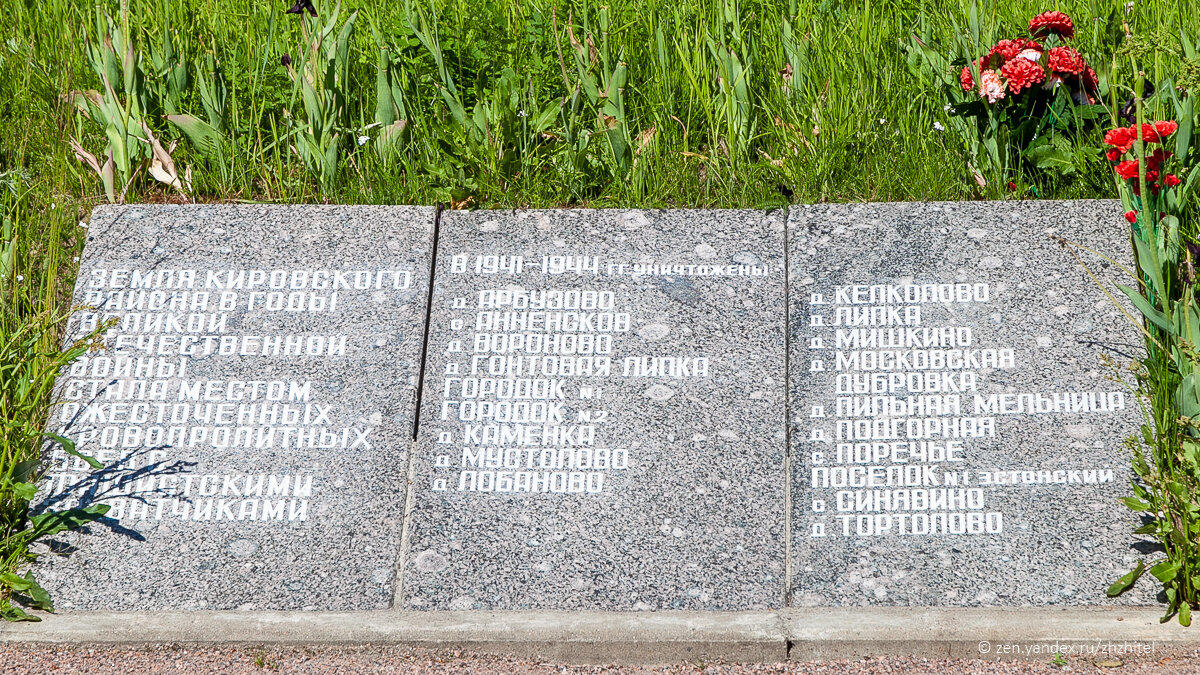 ЗЕМЛЯ КИРОВСКОГО
РАЙОНА В ГОДЫ
ВЕЛИКОЙ
ОТЕЧЕСТВЕННОЙ
ВОЙНЫ
СТАЛА МЕСТОМ
ОЖЕСТОЧЕННЫХ
КРОВОПРОЛИТНЫХ
В 1941-1944 ГГ. УНИЧТОЖЕНЫ
Д АРБУЗОВО
С АННЕНСКОЕ
Д ВОРОНОВО
Д ГОНТОВАЯ ЛИПКА
ГОРОДОК №1
ГОРОДОК №2
Д КАМЕНКА
Д МУСТОЛОВО
Д ЛОБАНОВО
Д КЕЛКОЛОВО
Д ЛИПКА
Д МИШКИНО
Д МОСКОВСКАЯ
ДУБРОВКА
Д ПИЛЬНАЯ МЕЛЬНИЦА
Д ПОДГОРНАЯ
С ПОРЕЧЬЕ
ПОСЕЛОК №1 ЭСТОНСКИЙ
С СИНЯВИНО
Д ТОРТОЛОВО
© zen.yandex.ru/zhzhitel